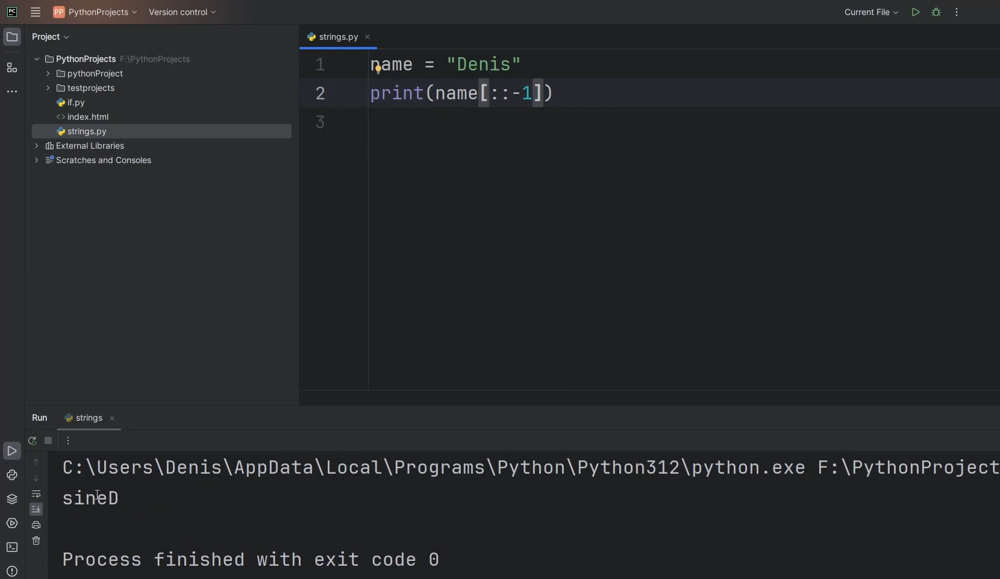 PC
PP PythonProjects Version control Current File
Project
strings.py
PythonProjects F:\PythonProjects
pythonProject
testprojects
if.py
<> index.html
strings.py
External Libraries
Scratches and Consoles
1 name = "Denis"
2 print(name[::-1])
3
Run strings
C:\Users\Denis\AppData\Local\Programs\Python\Python312\python.exe F:\PythonProject
sineD
Process finished with exit code 0